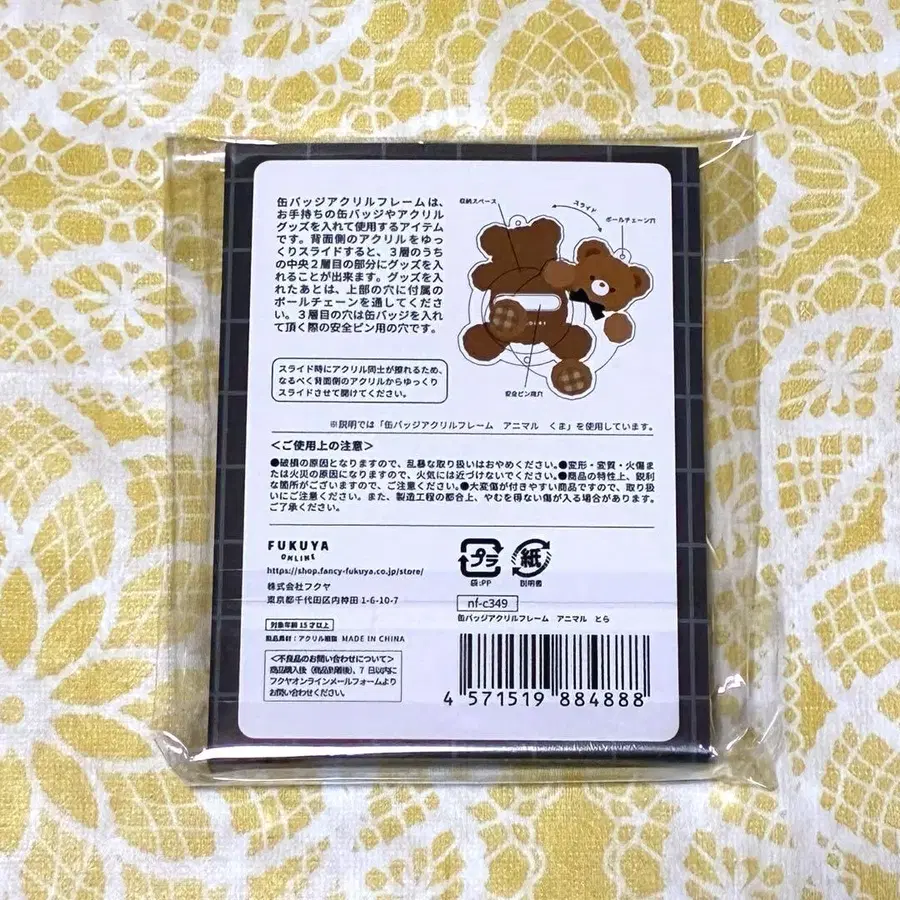 缶バッジアクリルフレームは、
お手持ちの缶バッジやアクリル
グッズを入れて使用するアイテム
です。背面側のアクリルをゆっ
くりスライドすると、3層のうち
の中央2層目の部分にグッズを入
れることが出来ます。グッズを入
れたあとは、上部の穴に付属の
ボールチェーンを通してくださ
い。3層目の穴は缶バッジを入れ
て頂く際の安全ピン用の穴です。
収納スペース
スライド
ボールチェーン穴
安全ピン用穴
スライド時にアクリル同士が擦れるため、
なるべく背面側のアクリルからゆっくり
スライドさせて開けてください。
※説明では「缶バッジアクリルフレーム アニマル くま」を使用しています。
＜ご使用上の注意＞
●破損の原因となりますので、乱暴な取り扱いはおやめください。●変形・変質・火傷ま
たは火災の原因になりますので、火気には近づけないでください。●商品の特性上、鋭利
な箇所がございますので、ご注意ください。●大変傷が付きやすい商品ですので、取り扱
いにご注意ください。また、製造工程の都合上、やむを得ない傷が入る場合があります。
ご了承ください。
FUKUYA
ONLINE
https://shop.fancy-fukuya.co.jp/store/
株式会社フクヤ
東京都千代田区内神田 1-6-10-7
対象年齢 15才以上
製品素材：アクリル樹脂 MADE IN CHINA
＜不良品のお問い合わせについて＞
商品購入後（商品到着後）、7日以内に
フクヤオンラインメールフォームより
お問い合わせください。
プラ
袋:PP
紙
説明書
nf-c349
缶バッジアクリルフレーム アニマル とら
4 571519 884888